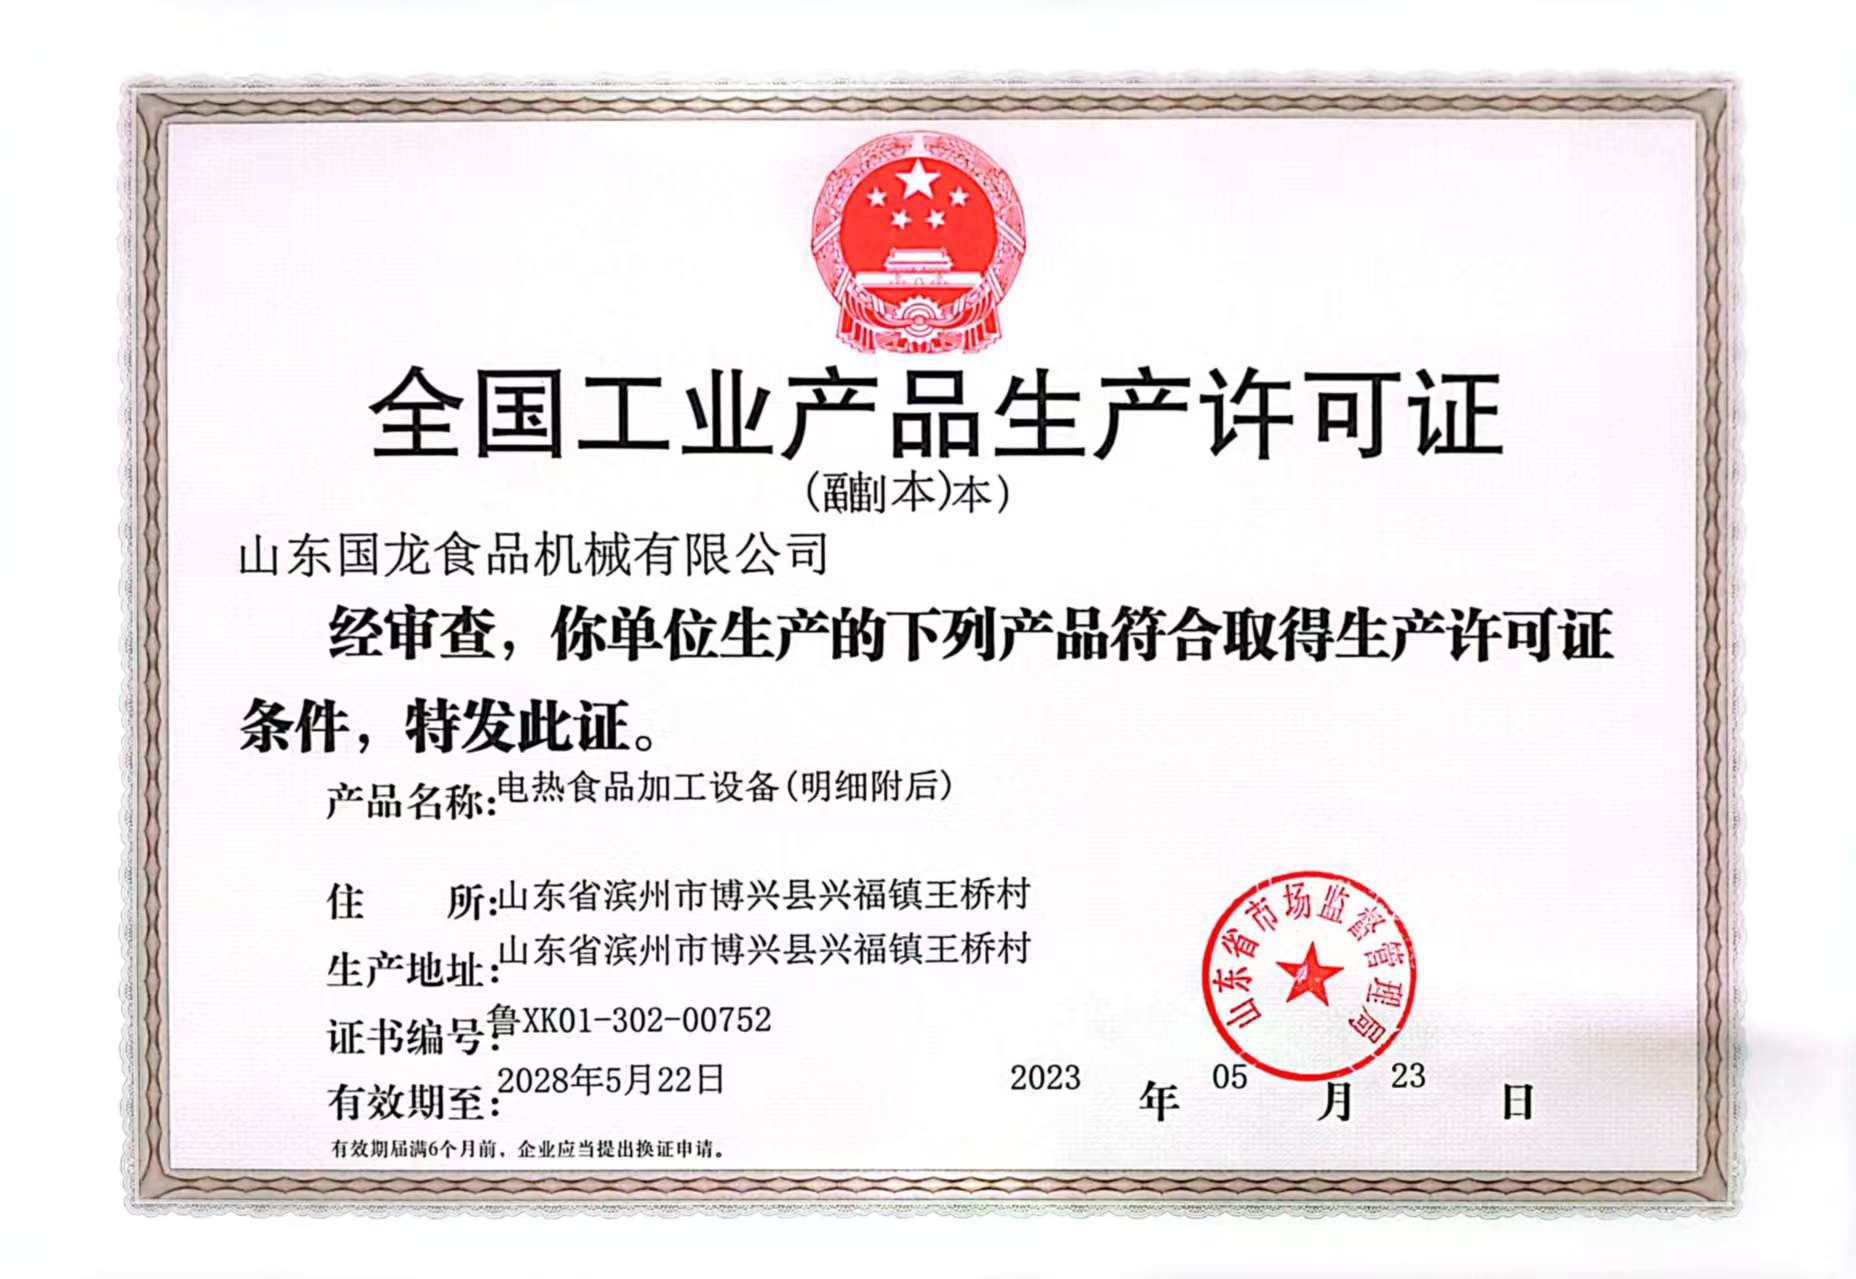 全国工业产品生产许可证
(副本)本)
山东国龙食品机械有限公司
经审查，你单位生产的下列产品符合取得生产许可证
条件，特发此证。
产品名称:电热食品加工设备(明细附后)
住 所:山东省滨州市博兴县兴福镇王桥村
生产地址:山东省滨州市博兴县兴福镇王桥村
证书编号:鲁XK01-302-00752
有效期至:2028年5月22日
山东省市场监督管理局
2023 年 05 月 23 日
有效期届满6个月前，企业应当提出换证申请。